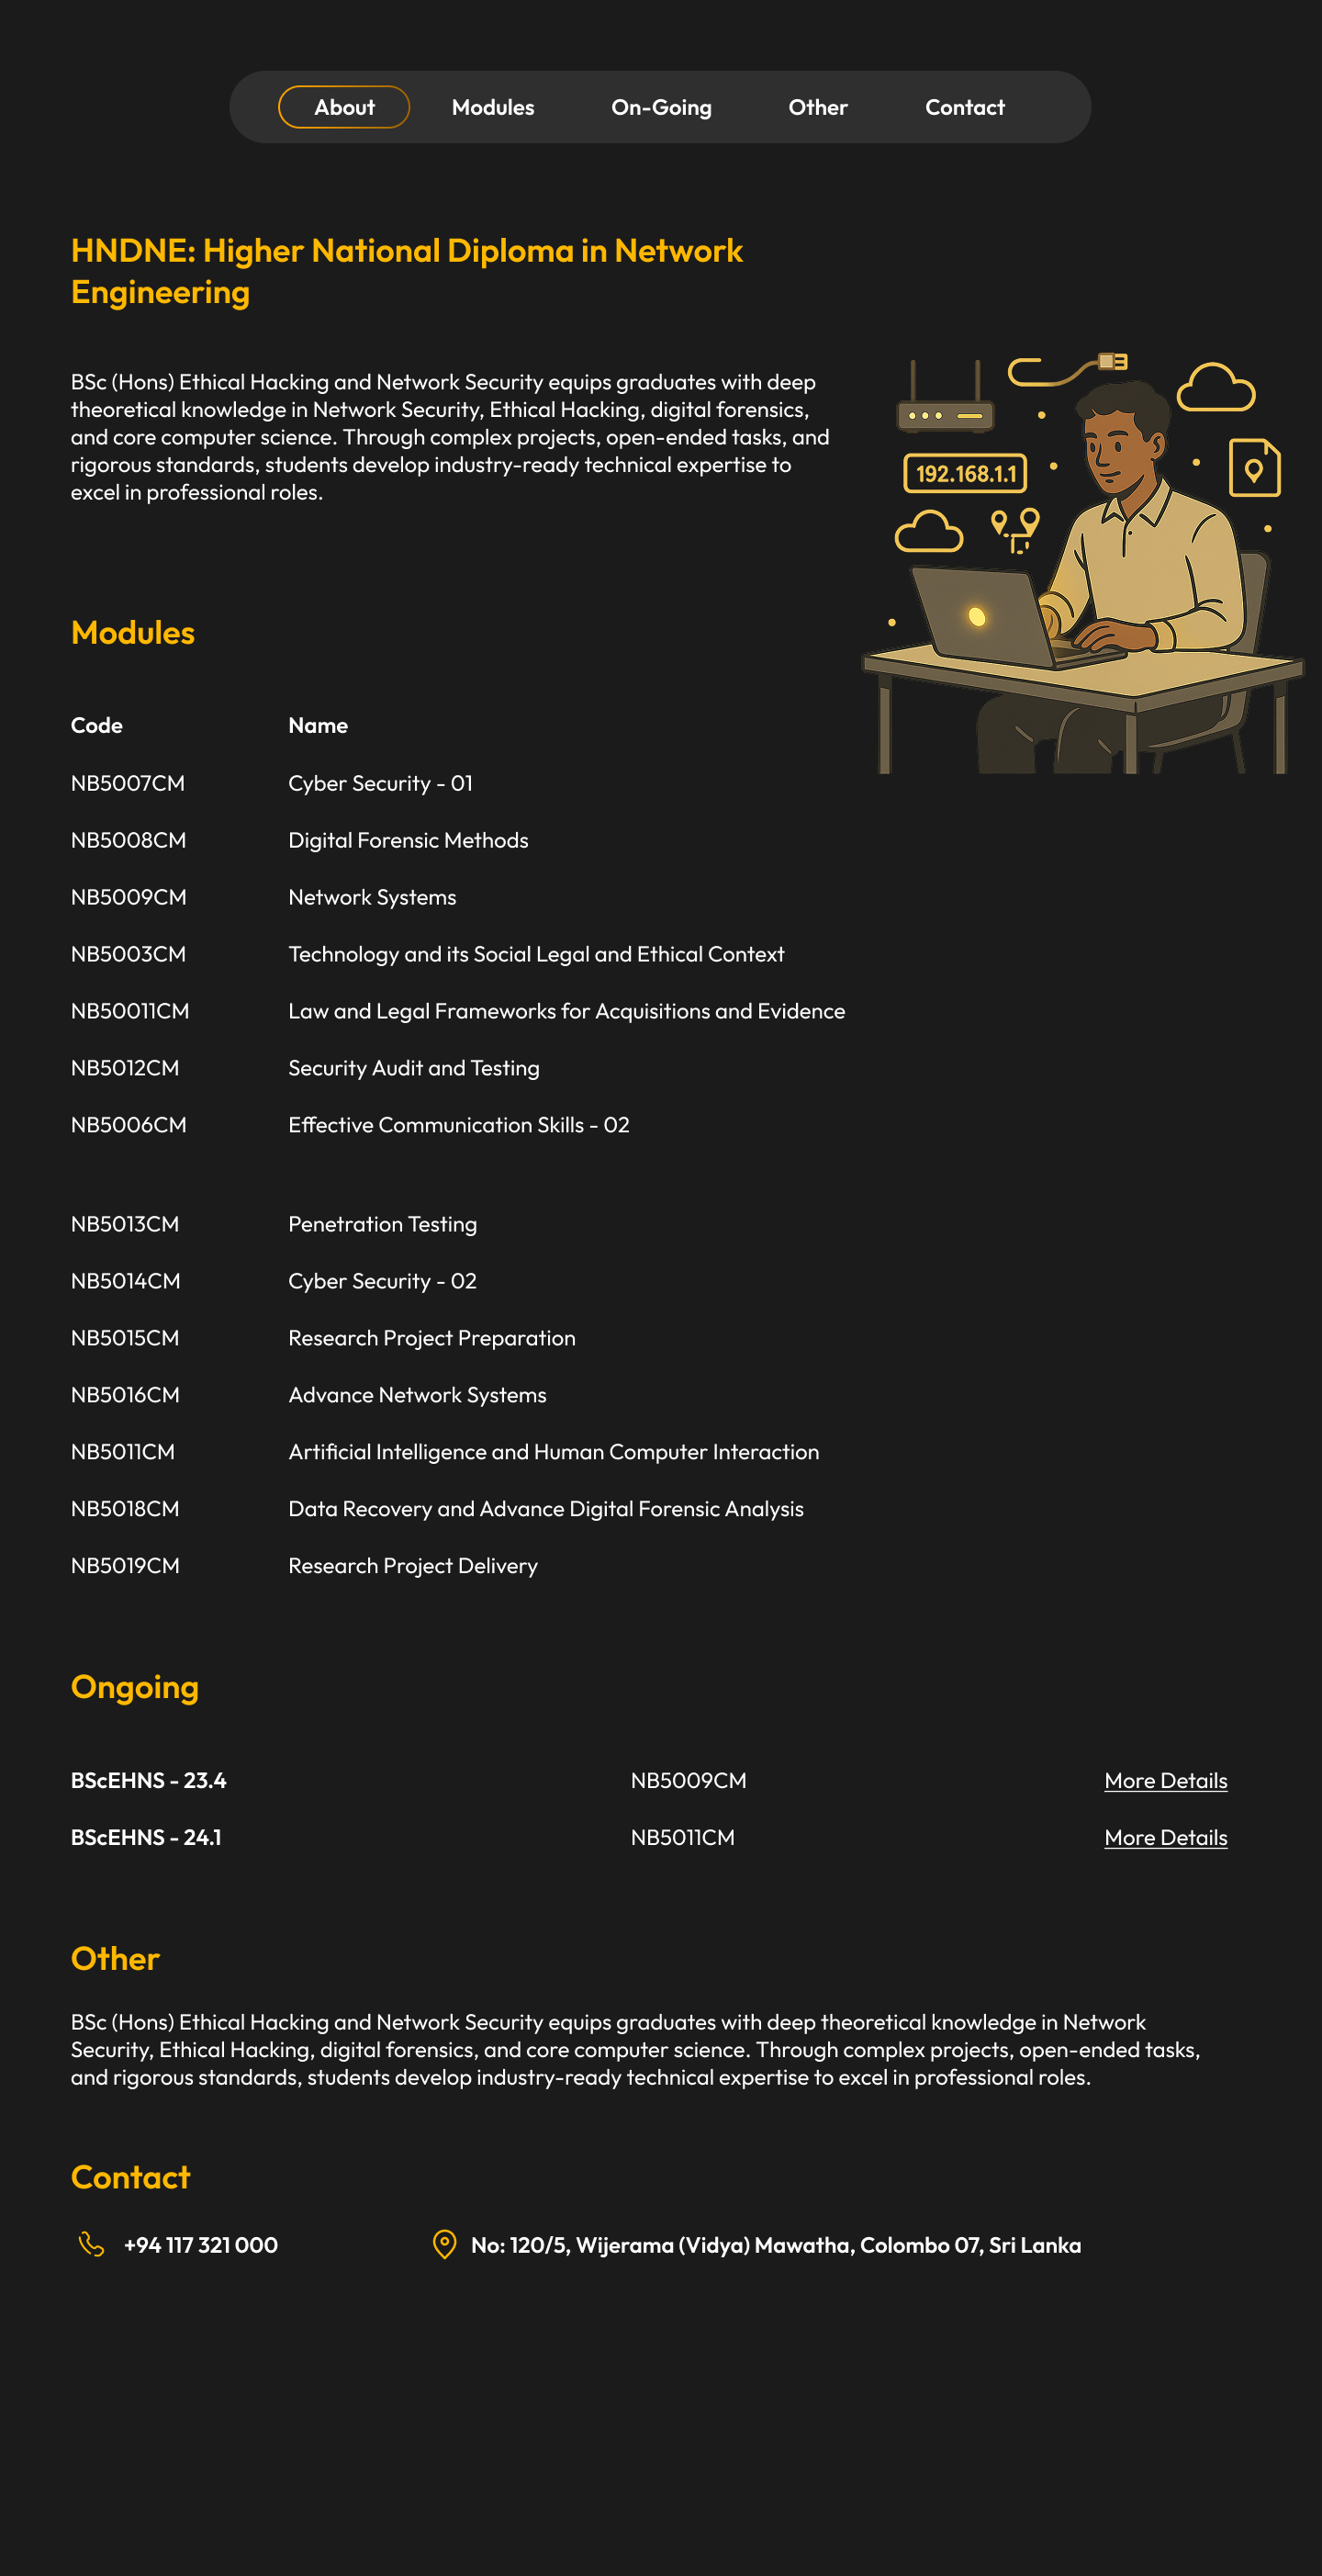 About Modules On-Going Other Contact
HNDNE: Higher National Diploma in Network
Engineering
BSc (Hons) Ethical Hacking and Network Security equips graduates with deep
theoretical knowledge in Network Security, Ethical Hacking, digital forensics,
and core computer science. Through complex projects, open-ended tasks, and
rigorous standards, students develop industry-ready technical expertise to
excel in professional roles.
192.168.1.1
Modules
Code Name
NB5007CM Cyber Security - 01
NB5008CM Digital Forensic Methods
NB5009CM Network Systems
NB5003CM Technology and its Social Legal and Ethical Context
NB50011CM Law and Legal Frameworks for Acquisitions and Evidence
NB5012CM Security Audit and Testing
NB5006CM Effective Communication Skills - 02
NB5013CM Penetration Testing
NB5014CM Cyber Security - 02
NB5015CM Research Project Preparation
NB5016CM Advance Network Systems
NB5011CM Artificial Intelligence and Human Computer Interaction
NB5018CM Data Recovery and Advance Digital Forensic Analysis
NB5019CM Research Project Delivery
Ongoing
BScEHNS - 23.4 NB5009CM More Details
BScEHNS - 24.1 NB5011CM More Details
Other
BSc (Hons) Ethical Hacking and Network Security equips graduates with deep theoretical knowledge in Network
Security, Ethical Hacking, digital forensics, and core computer science. Through complex projects, open-ended tasks,
and rigorous standards, students develop industry-ready technical expertise to excel in professional roles.
Contact
+94 117 321 000 No: 120/5, Wijerama (Vidya) Mawatha, Colombo 07, Sri Lanka